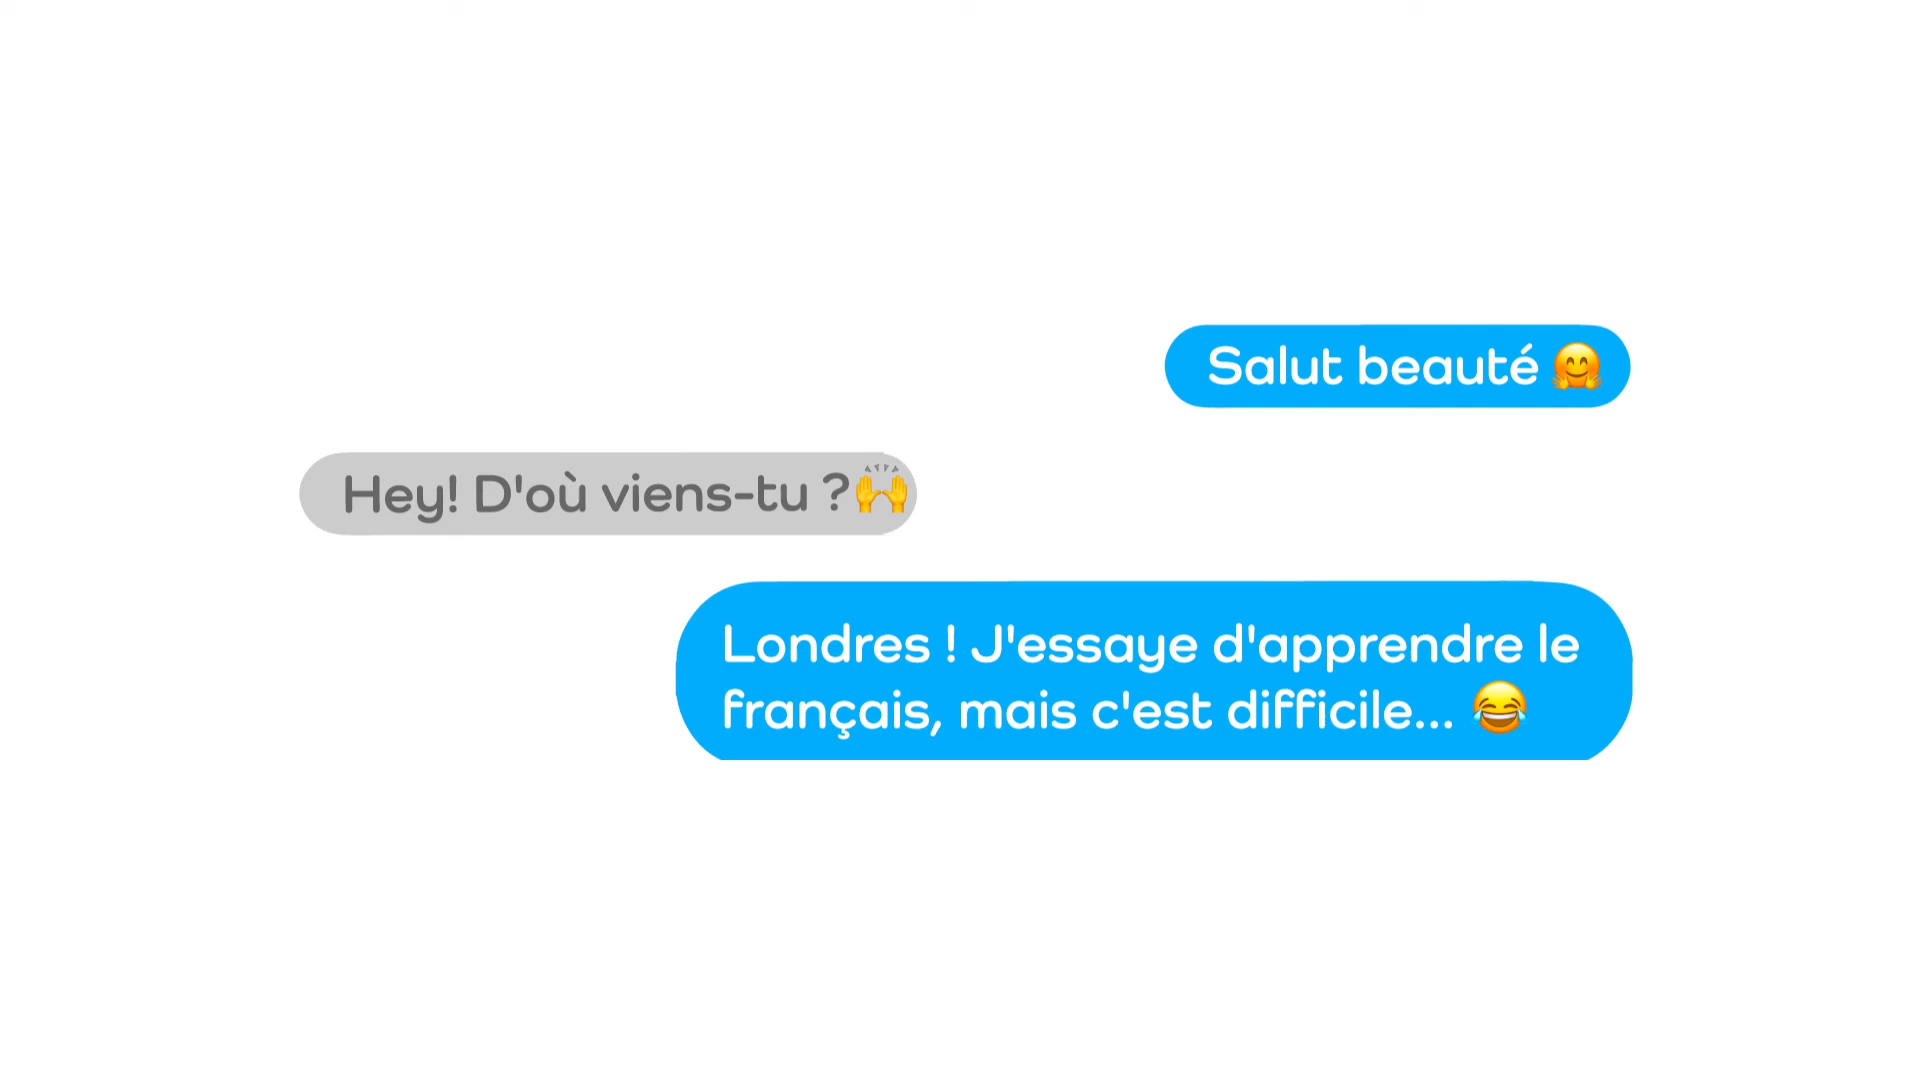 Salut beauté 🤗
Hey! D'où viens-tu ?🙌
Londres ! J'essaye d'apprendre le
français, mais c'est difficile... 😂